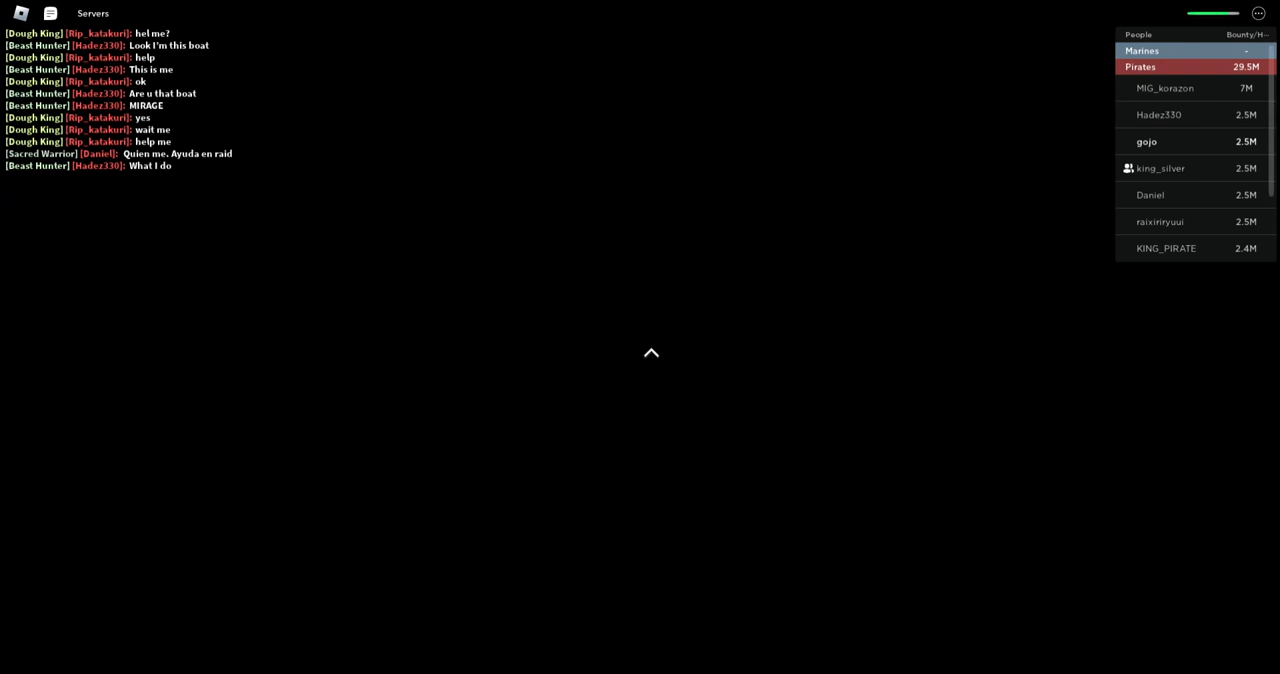 Servers
[Dough King] [Rip_katakuri]: hel me?
[Beast Hunter] [Hadez330]: Look I'm this boat
[Dough King] [Rip_katakuri]: help
[Beast Hunter] [Hadez330]: This is me
[Dough King] [Rip_katakuri]: ok
[Beast Hunter] [Hadez330]: Are u that boat
[Beast Hunter] [Hadez330]: MIRAGE
[Dough King] [Rip_katakuri]: yes
[Dough King] [Rip_katakuri]: wait me
[Dough King] [Rip_katakuri]: help me
[Sacred Warrior] [Daniel]: Quien me. Ayuda en raid
[Beast Hunter] [Hadez330]: What I do
People Bounty/H...
Marines -
Pirates 29.5M
MIG_korazon 7M
Hadez330 2.5M
gojo 2.5M
king_silver 2.5M
Daniel 2.5M
raixiriryuui 2.5M
KING_PIRATE 2.4M